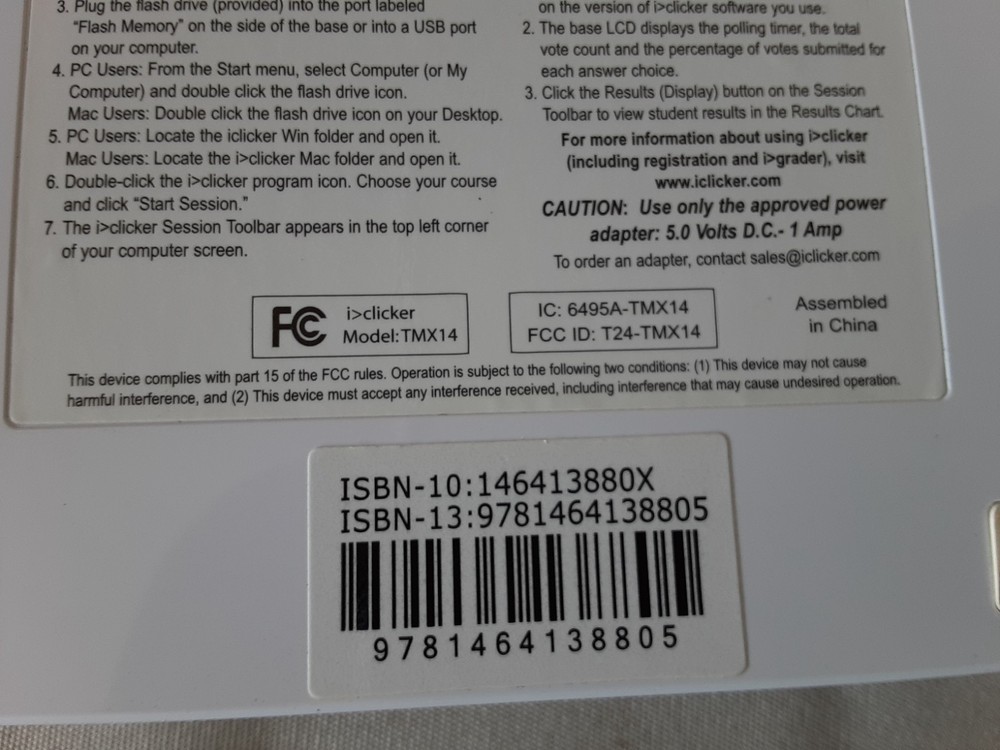 3. Plug the flash drive (provided) into the port labeled
"Flash Memory" on the side of the base or into a USB port
on your computer.
4. PC Users: From the Start menu, select Computer (or My
Computer) and double click the flash drive icon.
Mac Users: Double click the flash drive icon on your Desktop.
5. PC Users: Locate the iclicker Win folder and open it.
Mac Users: Locate the i>clicker Mac folder and open it.
6. Double-click the i>clicker program icon. Choose your course
and click “Start Session.”
7. The i>clicker Session Toolbar appears in the top left corner
of your computer screen.
on the version of i>clicker software you use.
2. The base LCD displays the polling timer, the total
vote count and the percentage of votes submitted for
each answer choice.
3. Click the Results (Display) button on the Session
Toolbar to view student results in the Results Chart.
For more information about using i>clicker
(including registration and i>grader), visit
www.iclicker.com
CAUTION: Use only the approved power
adapter: 5.0 Volts D.C.- 1 Amp
To order an adapter, contact sales@iclicker.com
FC i>clicker
Model: TMX14
IC: 6495A-TMX14
FCC ID: T24-TMX14
Assembled
in China
This device complies with part 15 of the FCC rules. Operation is subject to the following two conditions: (1) This device may not cause
harmful interference, and (2) This device must accept any interference received, including interference that may cause undesired operation.
ISBN-10:146413880X
ISBN-13:9781464138805
9781464138805